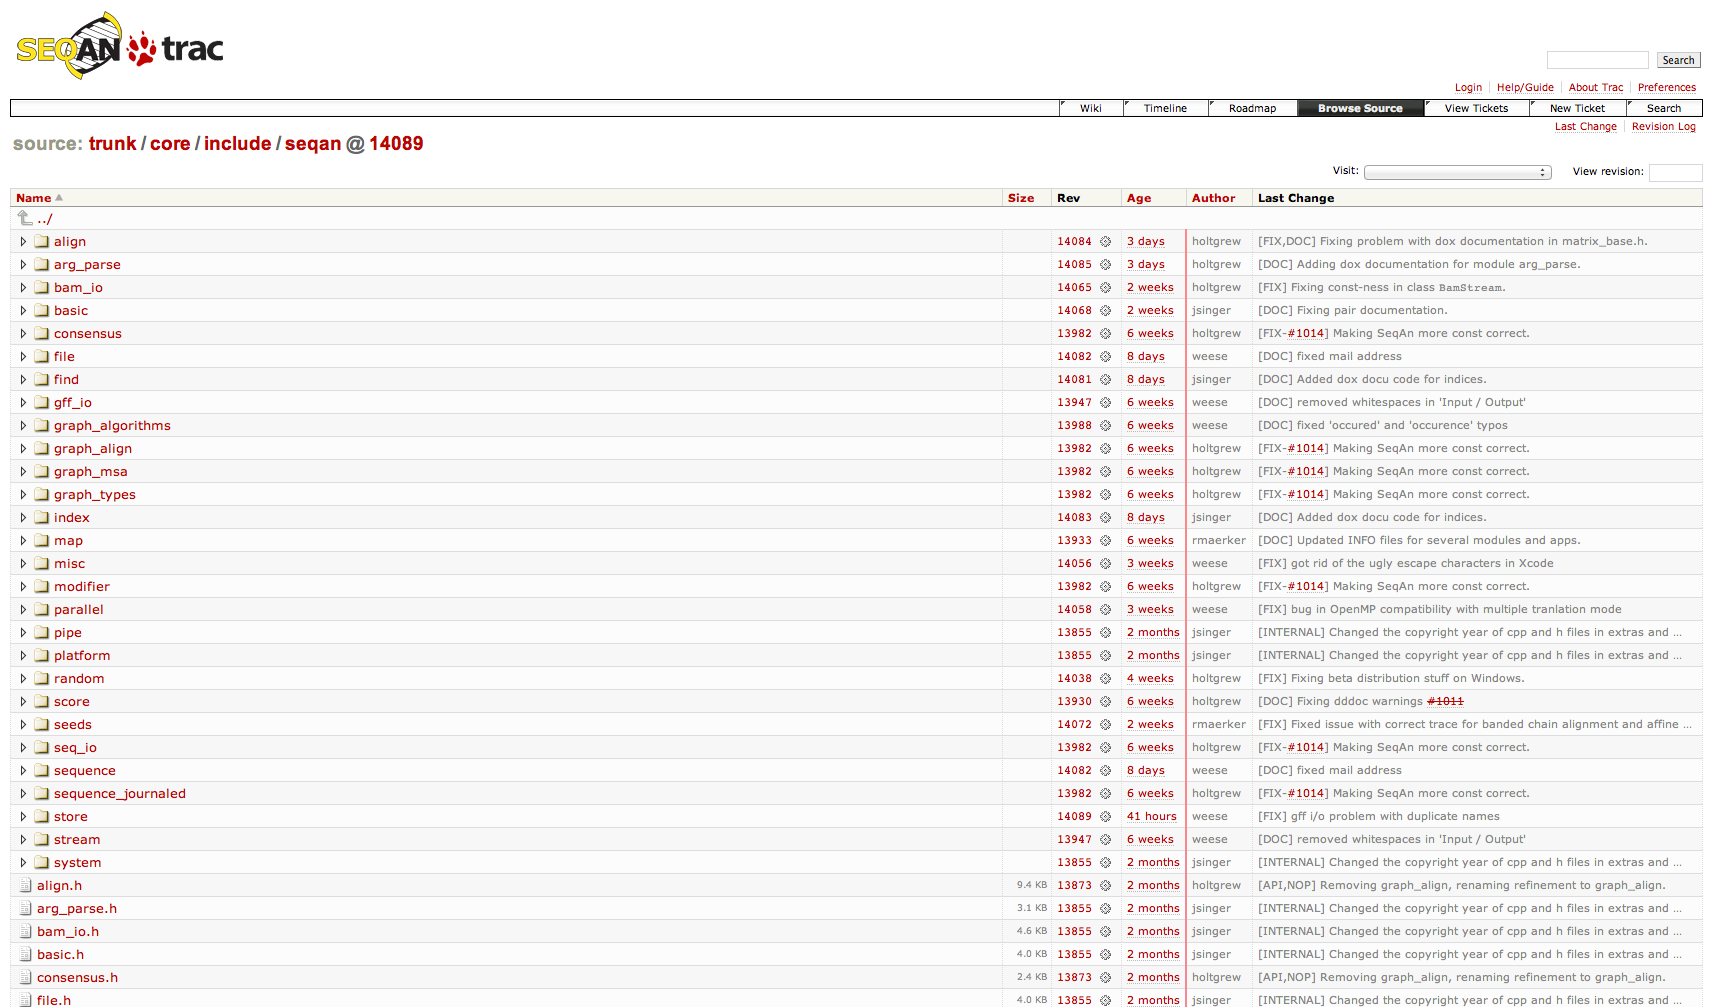 SEQAN trac
Search
Login Help/Guide About Trac Preferences
Wiki Timeline Roadmap Browse Source View Tickets New Ticket Search
Last Change Revision Log
source: trunk / core / include / seqan @ 14089
Visit: View revision:
Name Size Rev Age Author Last Change
../
align 14084 3 days holtgrew [FIX,DOC] Fixing problem with dox documentation in matrix_base.h.
arg_parse 14085 3 days holtgrew [DOC] Adding dox documentation for module arg_parse.
bam_io 14065 2 weeks holtgrew [FIX] Fixing const-ness in class BamStream.
basic 14068 2 weeks jsinger [DOC] Fixing pair documentation.
consensus 13982 6 weeks holtgrew [FIX-#1014] Making SeqAn more const correct.
file 14082 8 days weese [DOC] fixed mail address
find 14081 8 days jsinger [DOC] Added dox docu code for indices.
gff_io 13947 6 weeks weese [DOC] removed whitespaces in 'Input / Output'
graph_algorithms 13988 6 weeks weese [DOC] fixed 'occured' and 'occurence' typos
graph_align 13982 6 weeks holtgrew [FIX-#1014] Making SeqAn more const correct.
graph_msa 13982 6 weeks holtgrew [FIX-#1014] Making SeqAn more const correct.
graph_types 13982 6 weeks holtgrew [FIX-#1014] Making SeqAn more const correct.
index 14083 8 days jsinger [DOC] Added dox docu code for indices.
map 13933 6 weeks rmaerker [DOC] Updated INFO files for several modules and apps.
misc 14056 3 weeks weese [FIX] got rid of the ugly escape characters in Xcode
modifier 13982 6 weeks holtgrew [FIX-#1014] Making SeqAn more const correct.
parallel 14058 3 weeks weese [FIX] bug in OpenMP compatibility with multiple tranlation mode
pipe 13855 2 months jsinger [INTERNAL] Changed the copyright year of cpp and h files in extras and ...
platform 13855 2 months jsinger [INTERNAL] Changed the copyright year of cpp and h files in extras and ...
random 14038 4 weeks holtgrew [FIX] Fixing beta distribution stuff on Windows.
score 13930 6 weeks holtgrew [DOC] Fixing dddoc warnings #1011
seeds 14072 2 weeks rmaerker [FIX] Fixed issue with correct trace for banded chain alignment and affine ...
seq_io 13982 6 weeks holtgrew [FIX-#1014] Making SeqAn more const correct.
sequence 14082 8 days weese [DOC] fixed mail address
sequence_journaled 13982 6 weeks holtgrew [FIX-#1014] Making SeqAn more const correct.
store 14089 41 hours weese [FIX] gff i/o problem with duplicate names
stream 13947 6 weeks weese [DOC] removed whitespaces in 'Input / Output'
system 13855 2 months jsinger [INTERNAL] Changed the copyright year of cpp and h files in extras and ...
align.h 9.4 KB 13873 2 months holtgrew [API,NOP] Removing graph_align, renaming refinement to graph_align.
arg_parse.h 3.1 KB 13855 2 months jsinger [INTERNAL] Changed the copyright year of cpp and h files in extras and ...
bam_io.h 4.6 KB 13855 2 months jsinger [INTERNAL] Changed the copyright year of cpp and h files in extras and ...
basic.h 4.0 KB 13855 2 months jsinger [INTERNAL] Changed the copyright year of cpp and h files in extras and ...
consensus.h 2.4 KB 13873 2 months holtgrew [API,NOP] Removing graph_align, renaming refinement to graph_align.
file.h 4.0 KB 13855 2 months jsinger [INTERNAL] Changed the copyright year of cpp and h files in extras and ...